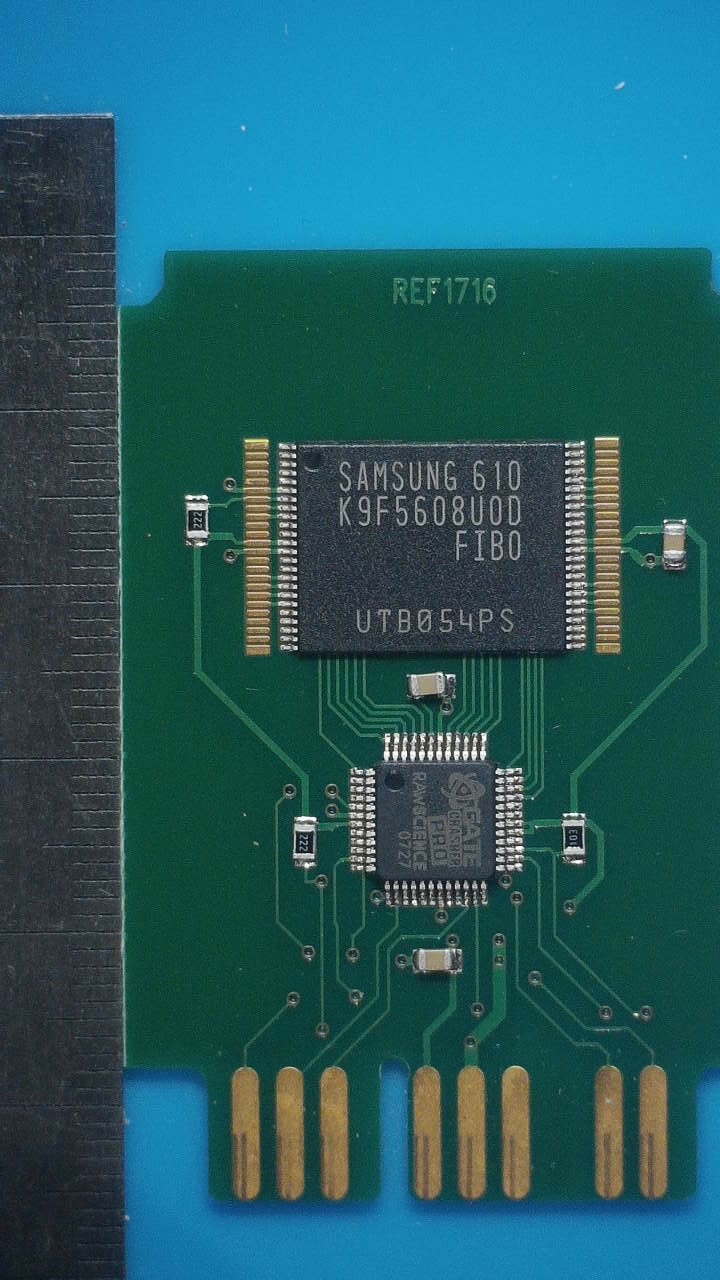 REF1716
SAMSUNG 610
K9F5608U0D
FIB0
UTB054PS
222
222
103
GATE
CRASHER
PRO
RAWSCIENCE
0727